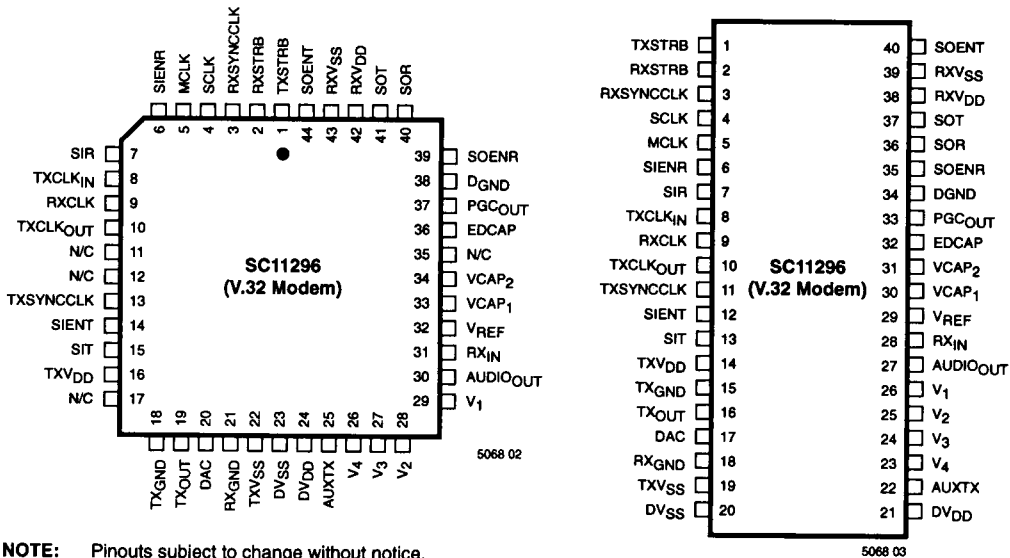 SIENR
MCLK
SCLK
RXSYNCCLK
RXSTRB
TXSTRB
SOENT
RXVSS
RXVDD
SOT
SOR
6 5 4 3 2 1 44 43 42 41 40
SIR 7
TXCLKIN 8
RXCLK 9
TXCLKOUT 10
N/C 11
N/C 12
TXSYNCCLK 13
SIENT 14
SIT 15
TXVDD 16
N/C 17
SC11296
(V.32 Modem)
39 SOENR
38 DGND
37 PGCOUT
36 EDCAP
35 N/C
34 VCAP2
33 VCAP1
32 VREF
31 RXIN
30 AUDIOOUT
29 V1
18 19 20 21 22 23 24 25 26 27 28
TXGND
TXOUT
DAC
RXGND
TXVSS
DVSS
DVDD
AUXTX
V4
V3
V2
5068 02
TXSTRB 1
RXSTRB 2
RXSYNCCLK 3
SCLK 4
MCLK 5
SIENR 6
SIR 7
TXCLKIN 8
RXCLK 9
TXCLKOUT 10
TXSYNCCLK 11
SIENT 12
SIT 13
TXVDD 14
TXGND 15
TXOUT 16
DAC 17
RXGND 18
TXVSS 19
DVSS 20
SC11296
(V.32 Modem)
40 SOENT
39 RXVSS
38 RXVDD
37 SOT
36 SOR
35 SOENR
34 DGND
33 PGCOUT
32 EDCAP
31 VCAP2
30 VCAP1
29 VREF
28 RXIN
27 AUDIOOUT
26 V1
25 V2
24 V3
23 V4
22 AUXTX
21 DVDD
5068 03
NOTE: Pinouts subject to change without notice.